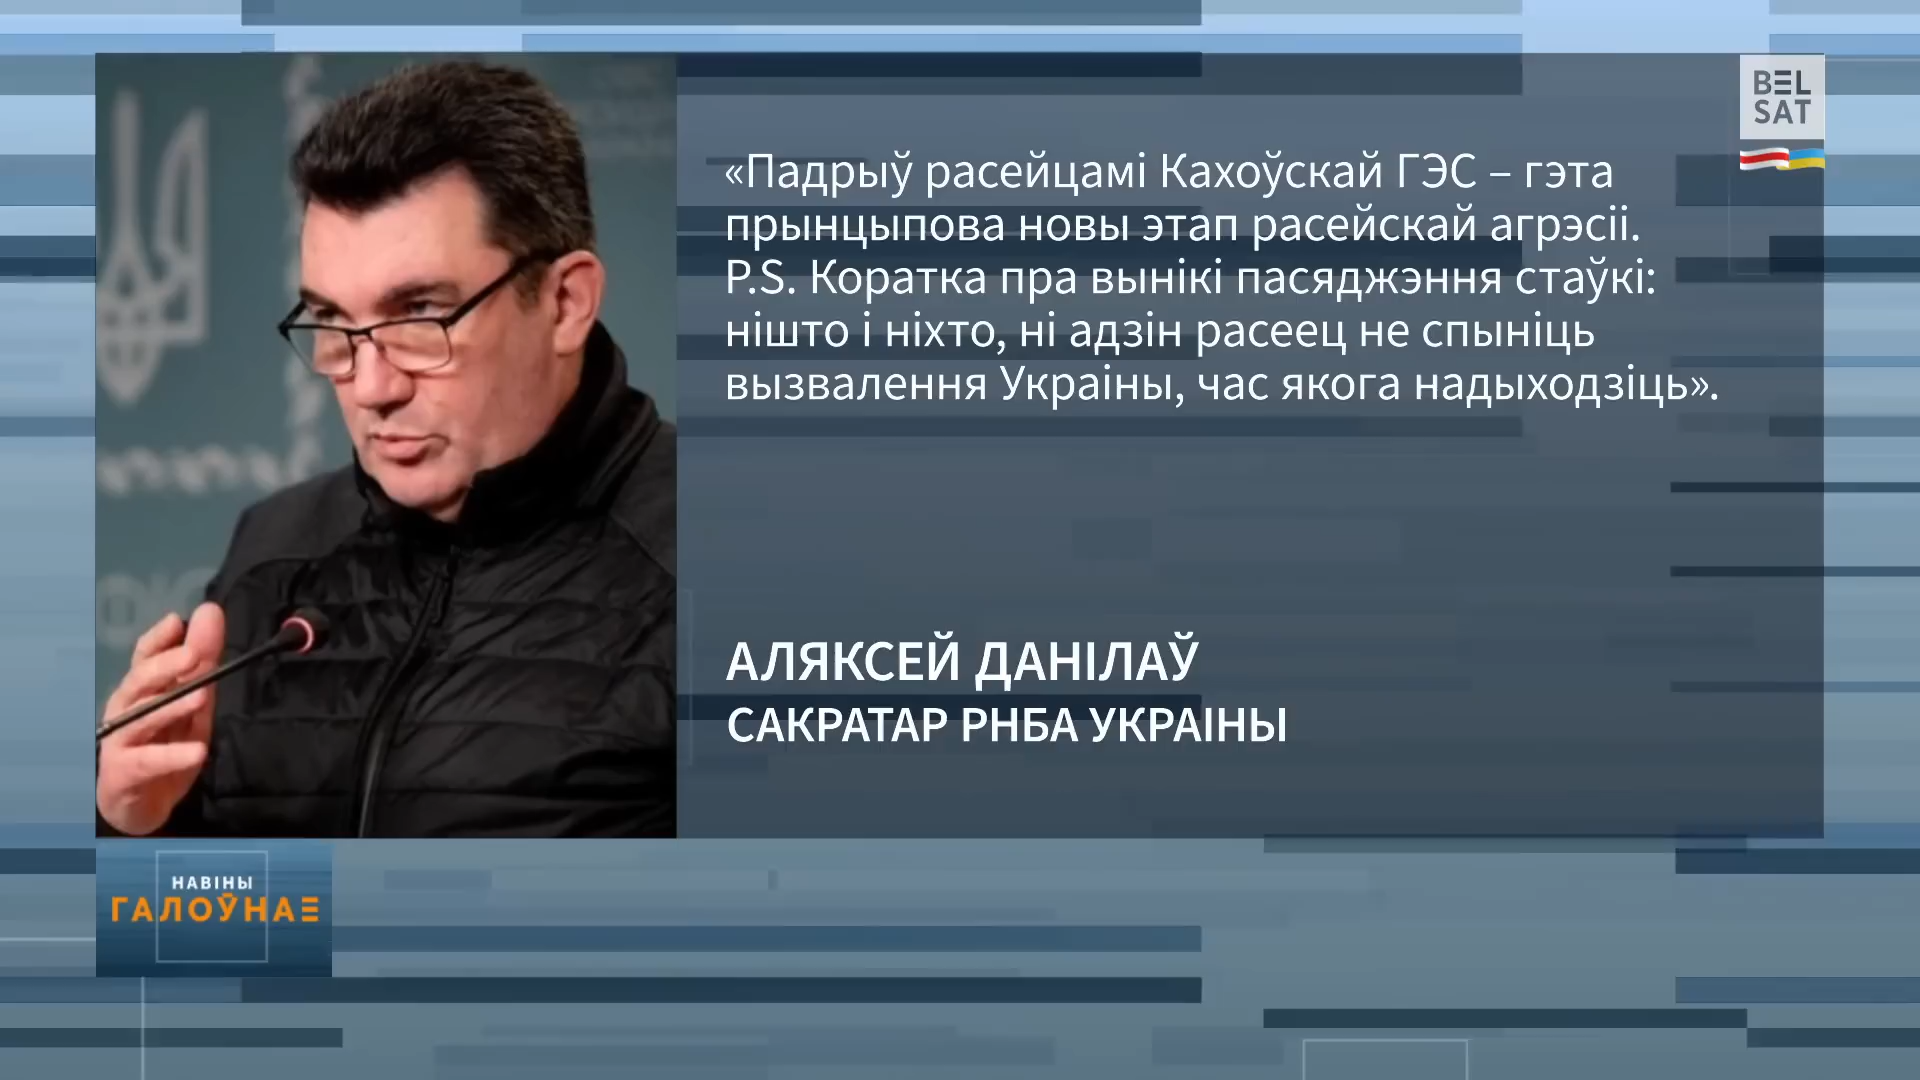 BEL
SAT
«Падрыў расейцамі Кахоўскай ГЭС – гэта
прынцыпова новы этап расейскай агрэсіі.
P.S. Коратка пра вынікі пасяджэння стаўкі:
нішто і ніхто, ні адзін расеец не спыніць
вызвалення Украіны, час якога надыходзіць».
АЛЯКСЕЙ ДАНІЛАЎ
САКРАТАР РНБА УКРАІНЫ
НАВІНЫ
ГАЛОЎНАЕ